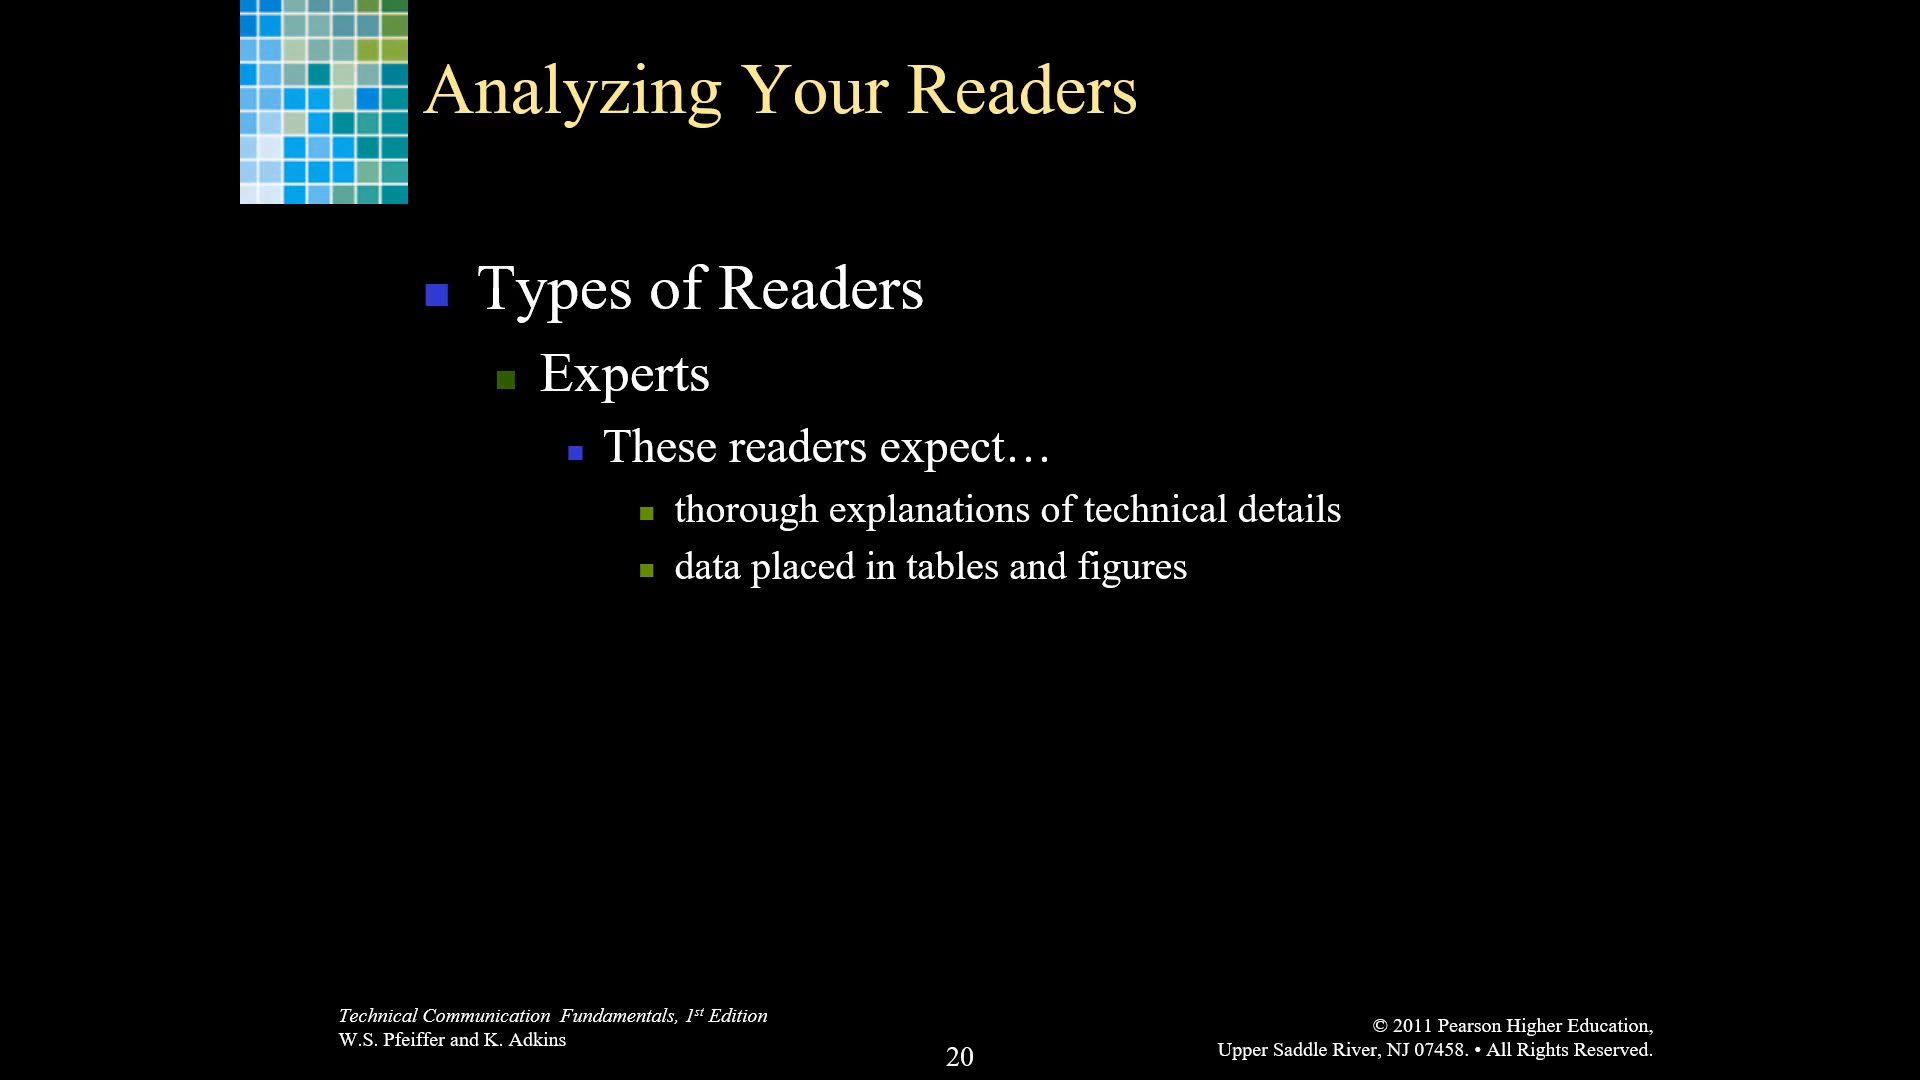 Analyzing Your Readers
Types of Readers
Experts
These readers expect…
thorough explanations of technical details
data placed in tables and figures
Technical Communication Fundamentals, 1st Edition
W.S. Pfeiffer and K. Adkins
20
© 2011 Pearson Higher Education,
Upper Saddle River, NJ 07458. • All Rights Reserved.